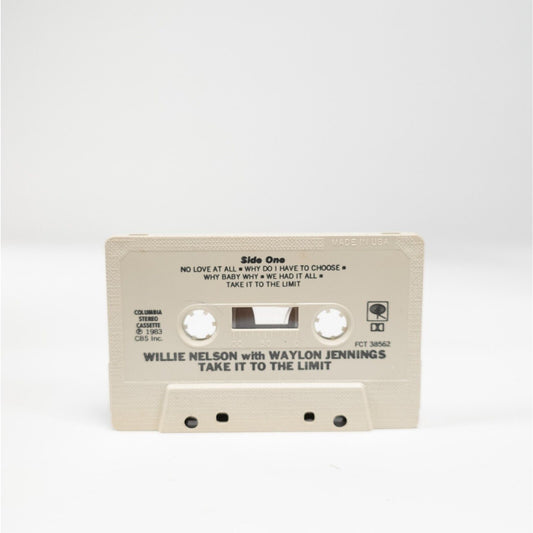 MADE IN USA
Side One
NO LOVE AT ALL ★ WHY DO I HAVE TO CHOOSE ★
WHY BABY WHY ★ WE HAD IT ALL ★
TAKE IT TO THE LIMIT
COLUMBIA
STEREO
CASSETTE
℗ 1983
CBS Inc.
FCT 38562
WILLIE NELSON with WAYLON JENNINGS
TAKE IT TO THE LIMIT